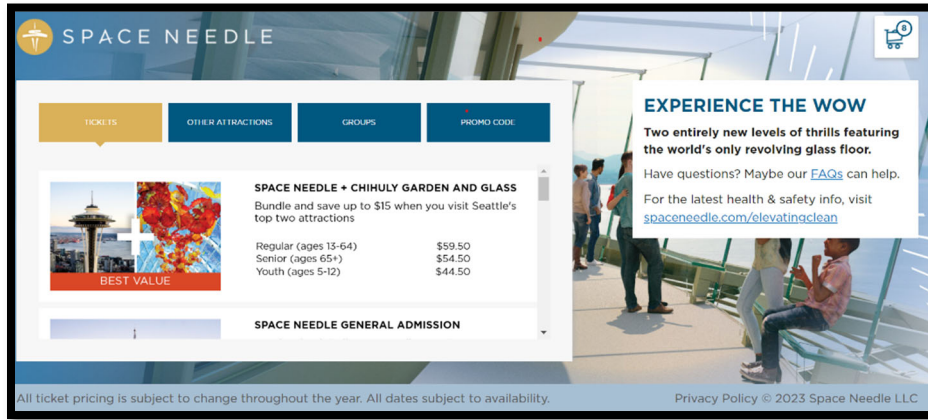 SPACE NEEDLE
8
TICKETS
OTHER ATTRACTIONS
GROUPS
PROMO CODE
SPACE NEEDLE + CHIHULY GARDEN AND GLASS
Bundle and save up to $15 when you visit Seattle's
top two attractions
Regular (ages 13-64) $59.50
Senior (ages 65+) $54.50
Youth (ages 5-12) $44.50
BEST VALUE
SPACE NEEDLE GENERAL ADMISSION
EXPERIENCE THE WOW
Two entirely new levels of thrills featuring
the world's only revolving glass floor.
Have questions? Maybe our FAQs can help.
For the latest health & safety info, visit
spaceneedle.com/elevatingclean
All ticket pricing is subject to change throughout the year. All dates subject to availability.
Privacy Policy © 2023 Space Needle LLC